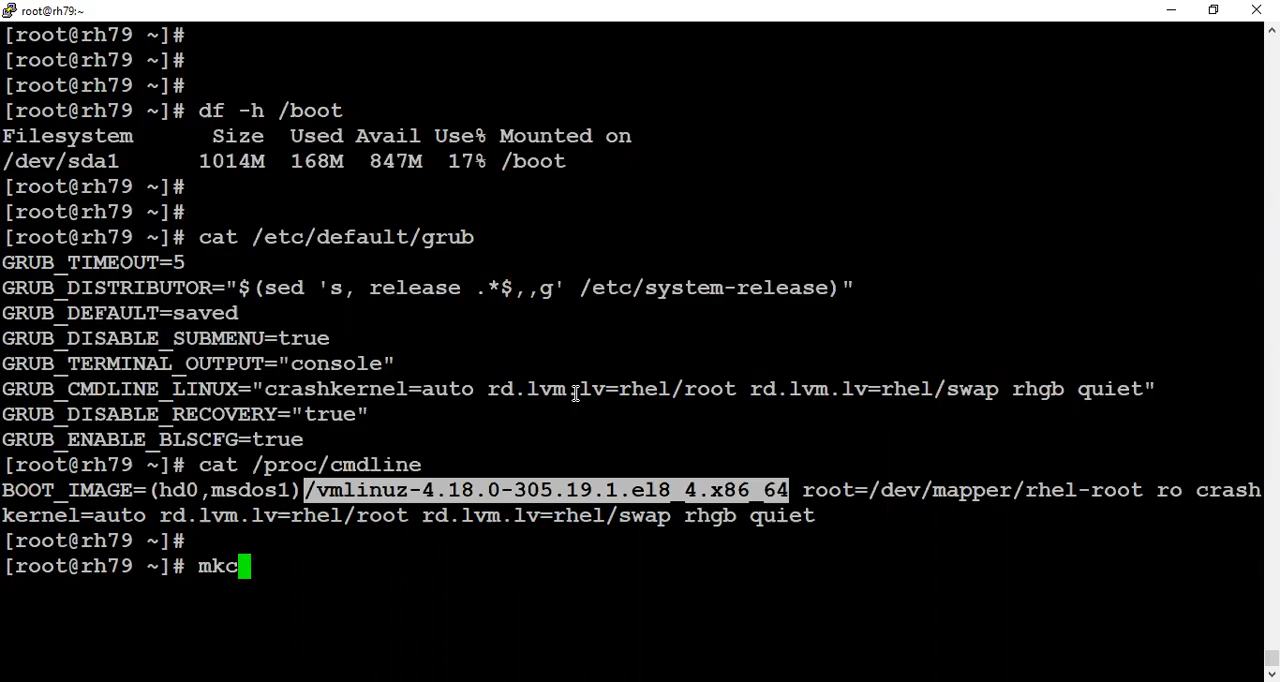 root@rh79:~
[root@rh79 ~]#
[root@rh79 ~]#
[root@rh79 ~]#
[root@rh79 ~]# df -h /boot
Filesystem      Size  Used Avail Use% Mounted on
/dev/sda1      1014M  168M  847M  17% /boot
[root@rh79 ~]#
[root@rh79 ~]#
[root@rh79 ~]# cat /etc/default/grub
GRUB_TIMEOUT=5
GRUB_DISTRIBUTOR="$(sed 's, release .*$,,g' /etc/system-release)"
GRUB_DEFAULT=saved
GRUB_DISABLE_SUBMENU=true
GRUB_TERMINAL_OUTPUT="console"
GRUB_CMDLINE_LINUX="crashkernel=auto rd.lvm.lv=rhel/root rd.lvm.lv=rhel/swap rhgb quiet"
GRUB_DISABLE_RECOVERY="true"
GRUB_ENABLE_BLSCFG=true
[root@rh79 ~]# cat /proc/cmdline
BOOT_IMAGE=(hd0,msdos1)/vmlinuz-4.18.0-305.19.1.el8_4.x86_64 root=/dev/mapper/rhel-root ro crash
kernel=auto rd.lvm.lv=rhel/root rd.lvm.lv=rhel/swap rhgb quiet
[root@rh79 ~]#
[root@rh79 ~]# mkc